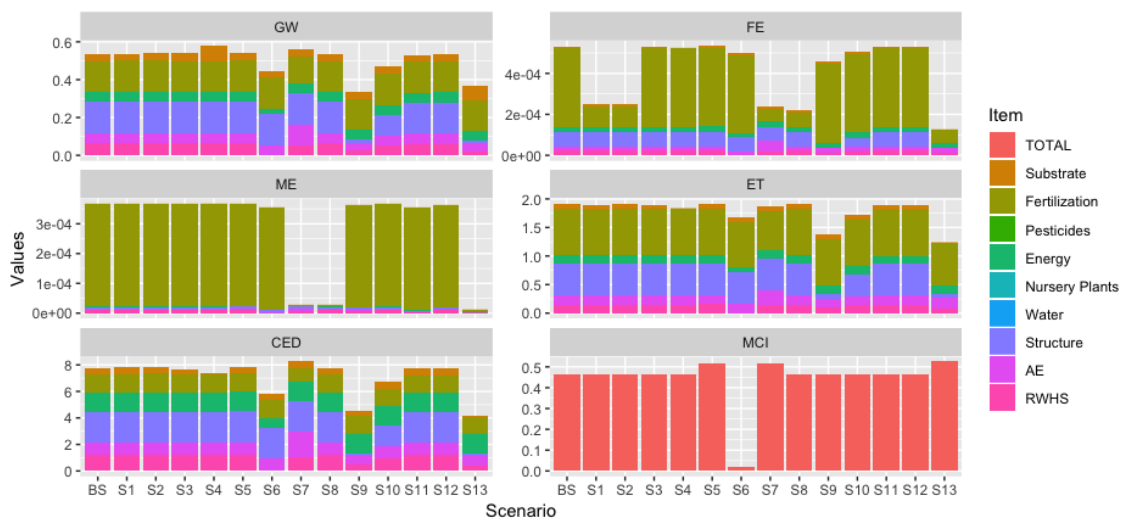 GW
FE
0.6
0.4
0.2
0.0
4e-04
2e-04
0e+00
ME
ET
3e-04
2e-04
1e-04
0e+00
2.0
1.5
1.0
0.5
0.0
CED
MCI
8
6
4
2
0
0.5
0.4
0.3
0.2
0.1
0.0
BS S1 S2 S3 S4 S5 S6 S7 S8 S9 S10 S11 S12 S13
BS S1 S2 S3 S4 S5 S6 S7 S8 S9 S10 S11 S12 S13
Scenario
Values
Item
TOTAL
Substrate
Fertilization
Pesticides
Energy
Nursery Plants
Water
Structure
AE
RWHS